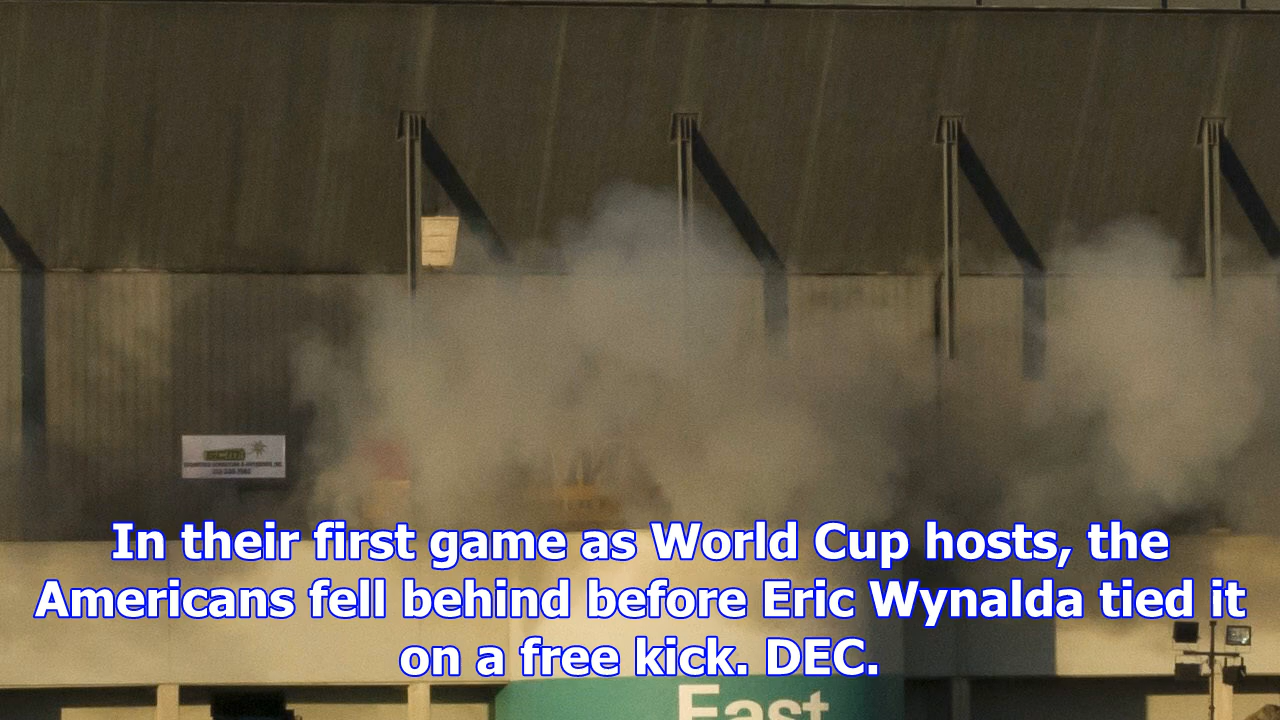 In their first game as World Cup hosts, the
Americans fell behind before Eric Wynalda tied it
on a free kick. DEC.
East